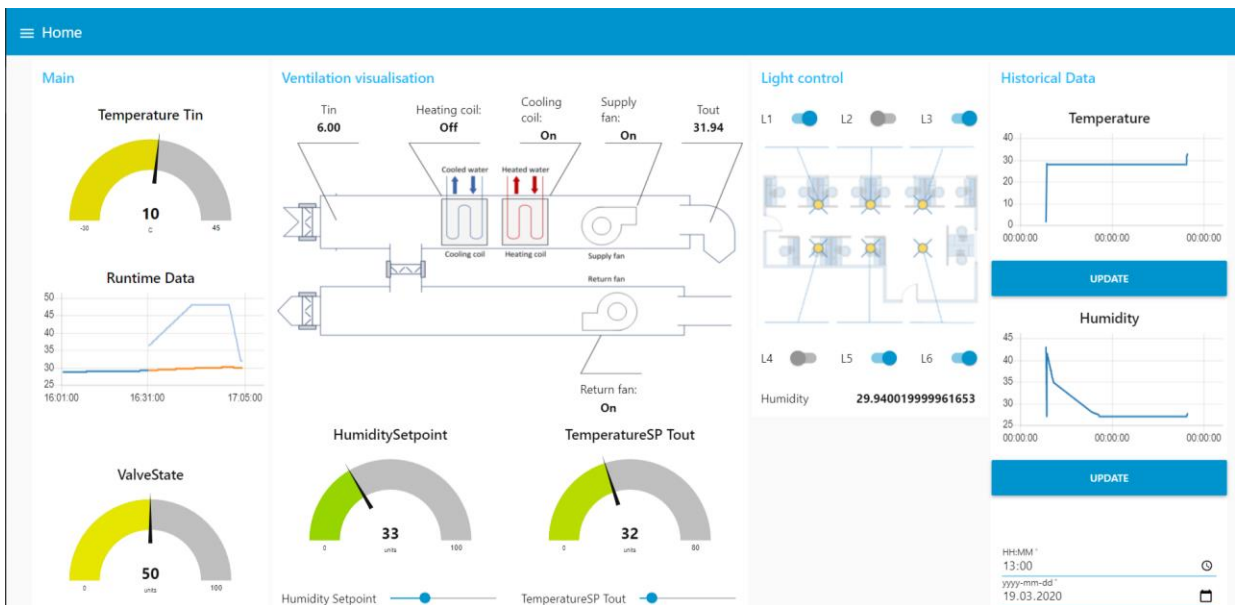 Home
Main
Temperature Tin
10
C
-30
45
Runtime Data
50
45
40
35
30
25
16:01:00 16:31:00 17:05:00
ValveState
50
units
0
100
Ventilation visualisation
Tin
6.00
Heating coil:
Off
Cooling
coil:
On
Supply
fan:
On
Tout
31.94
Cooled water
Heated water
Cooling coil
Heating coil
Supply fan
Return fan
Return fan:
On
HumiditySetpoint
33
units
0
100
TemperatureSP Tout
32
units
0
80
Humidity Setpoint
TemperatureSP Tout
Light control
L1 L2 L3
L4 L5 L6
Humidity 29.940019999961653
Historical Data
Temperature
40
30
20
10
0
00:00:00 00:00:00 00:00:00
UPDATE
Humidity
45
40
35
30
25
00:00:00 00:00:00 00:00:00
UPDATE
HH:MM *
13:00
yyyy-mm-dd *
19.03.2020